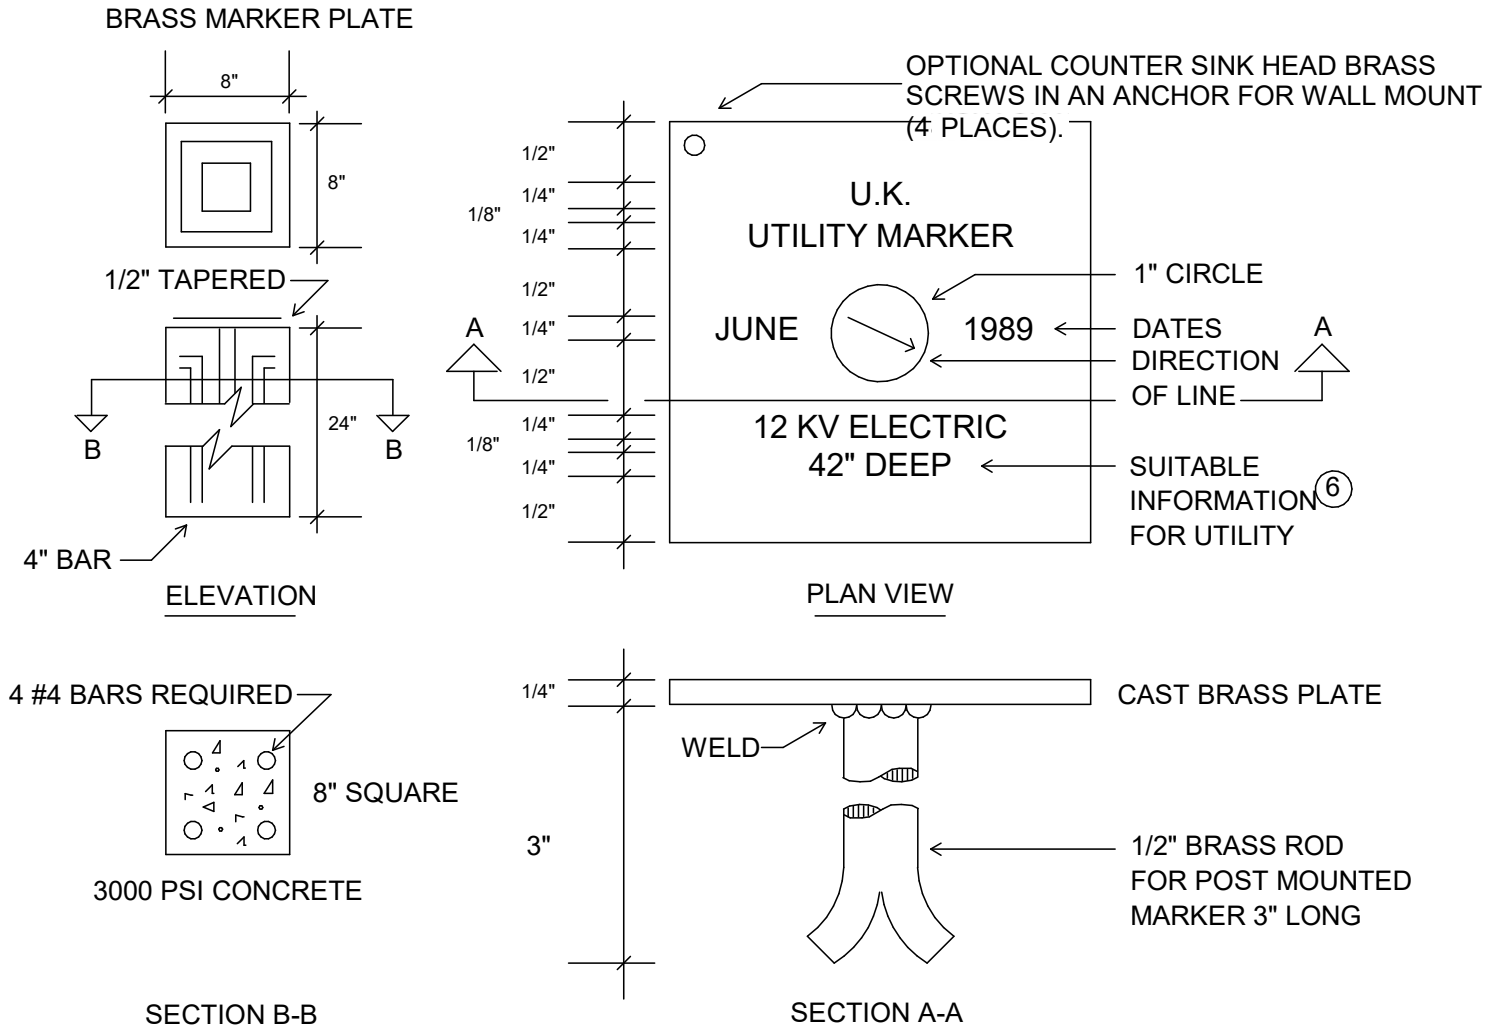 BRASS MARKER PLATE
8"
8"
1/2" TAPERED
24"
B
B
4" BAR
ELEVATION
4 #4 BARS REQUIRED
8" SQUARE
3000 PSI CONCRETE
SECTION B-B
OPTIONAL COUNTER SINK HEAD BRASS
SCREWS IN AN ANCHOR FOR WALL MOUNT
(4 PLACES).
1/2"
1/4"
1/8"
1/4"
1/2"
1/4"
1/2"
1/4"
1/8"
1/4"
1/2"
A
A
U.K.
UTILITY MARKER
JUNE
1989
12 KV ELECTRIC
42" DEEP
1" CIRCLE
DATES
DIRECTION
OF LINE
SUITABLE
INFORMATION
FOR UTILITY
6
PLAN VIEW
1/4"
3"
CAST BRASS PLATE
WELD
1/2" BRASS ROD
FOR POST MOUNTED
MARKER 3" LONG
SECTION A-A